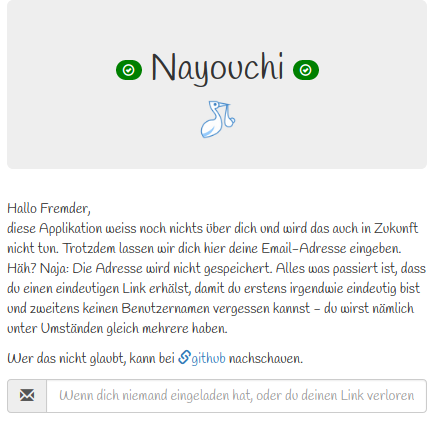 Nayouchi
Hallo Fremder,
diese Applikation weiss noch nichts über dich und wird das auch in Zukunft
nicht tun. Trotzdem lassen wir dich hier deine Email-Adresse eingeben.
Häh? Naja: Die Adresse wird nicht gespeichert. Alles was passiert ist, dass
du einen eindeutigen Link erhälst, damit du erstens irgendwie eindeutig bist
und zweitens keinen Benutzernamen vergessen kannst - du wirst nämlich
unter Umständen gleich mehrere haben.
Wer das nicht glaubt, kann bei github nachschauen.
Wenn dich niemand eingeladen hat, oder du deinen Link verloren